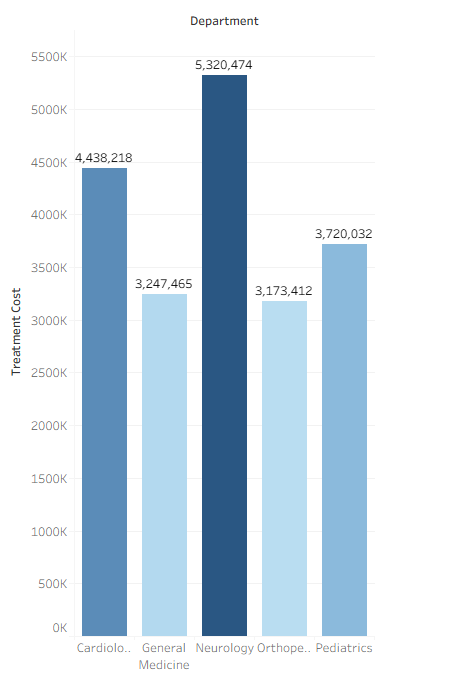 Department
5500K
5000K
4500K
4000K
3500K
3000K
2500K
2000K
1500K
1000K
500K
0K
Treatment Cost
4,438,218
3,247,465
5,320,474
3,173,412
3,720,032
Cardiolo..
General
Medicine
Neurology
Orthope..
Pediatrics